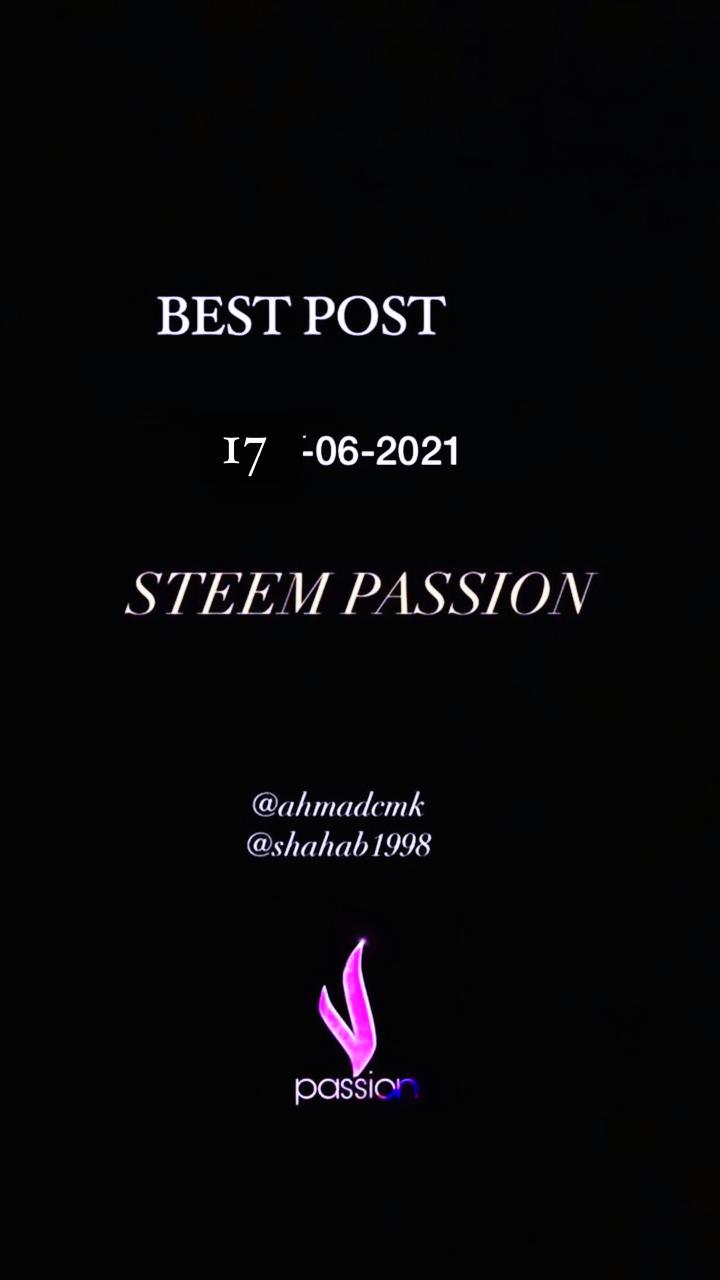 BEST POST
17 -06-2021
STEEM PASSION
@ahmadcmk
@shahab1998
passion